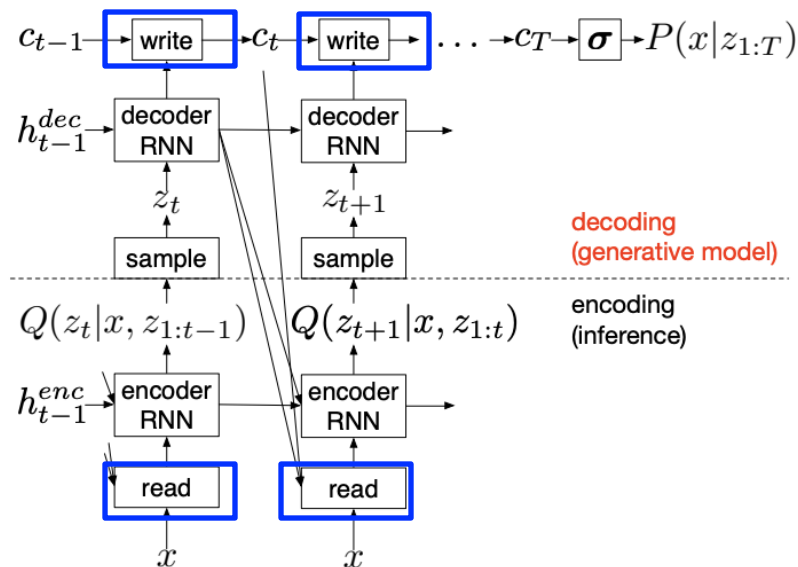 c_{t-1} write c_t write ... c_T σ P(x|z_{1:T})
h_{t-1}^{dec} decoder RNN decoder RNN
z_t z_{t+1}
decoding
(generative model)
sample sample
encoding
(inference)
Q(z_t|x, z_{1:t-1}) Q(z_{t+1}|x, z_{1:t})
h_{t-1}^{enc} encoder RNN encoder RNN
read read
x x